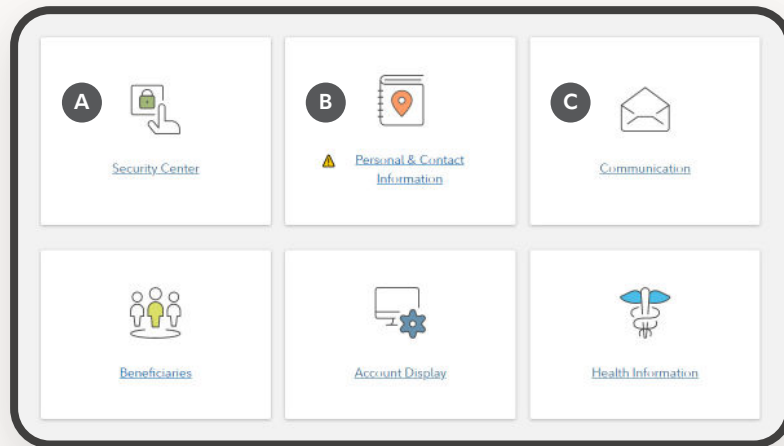 A
B
C
Security Center
Personal & Contact
Information
Communication
Beneficiaries
Account Display
Health Information